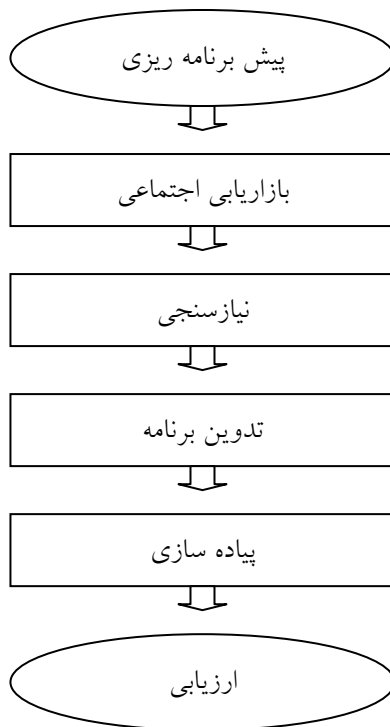 پیش برنامه ریزی
بازاریابی اجتماعی
نیازسنجی
تدوین برنامه
پیاده سازی
ارزیابی